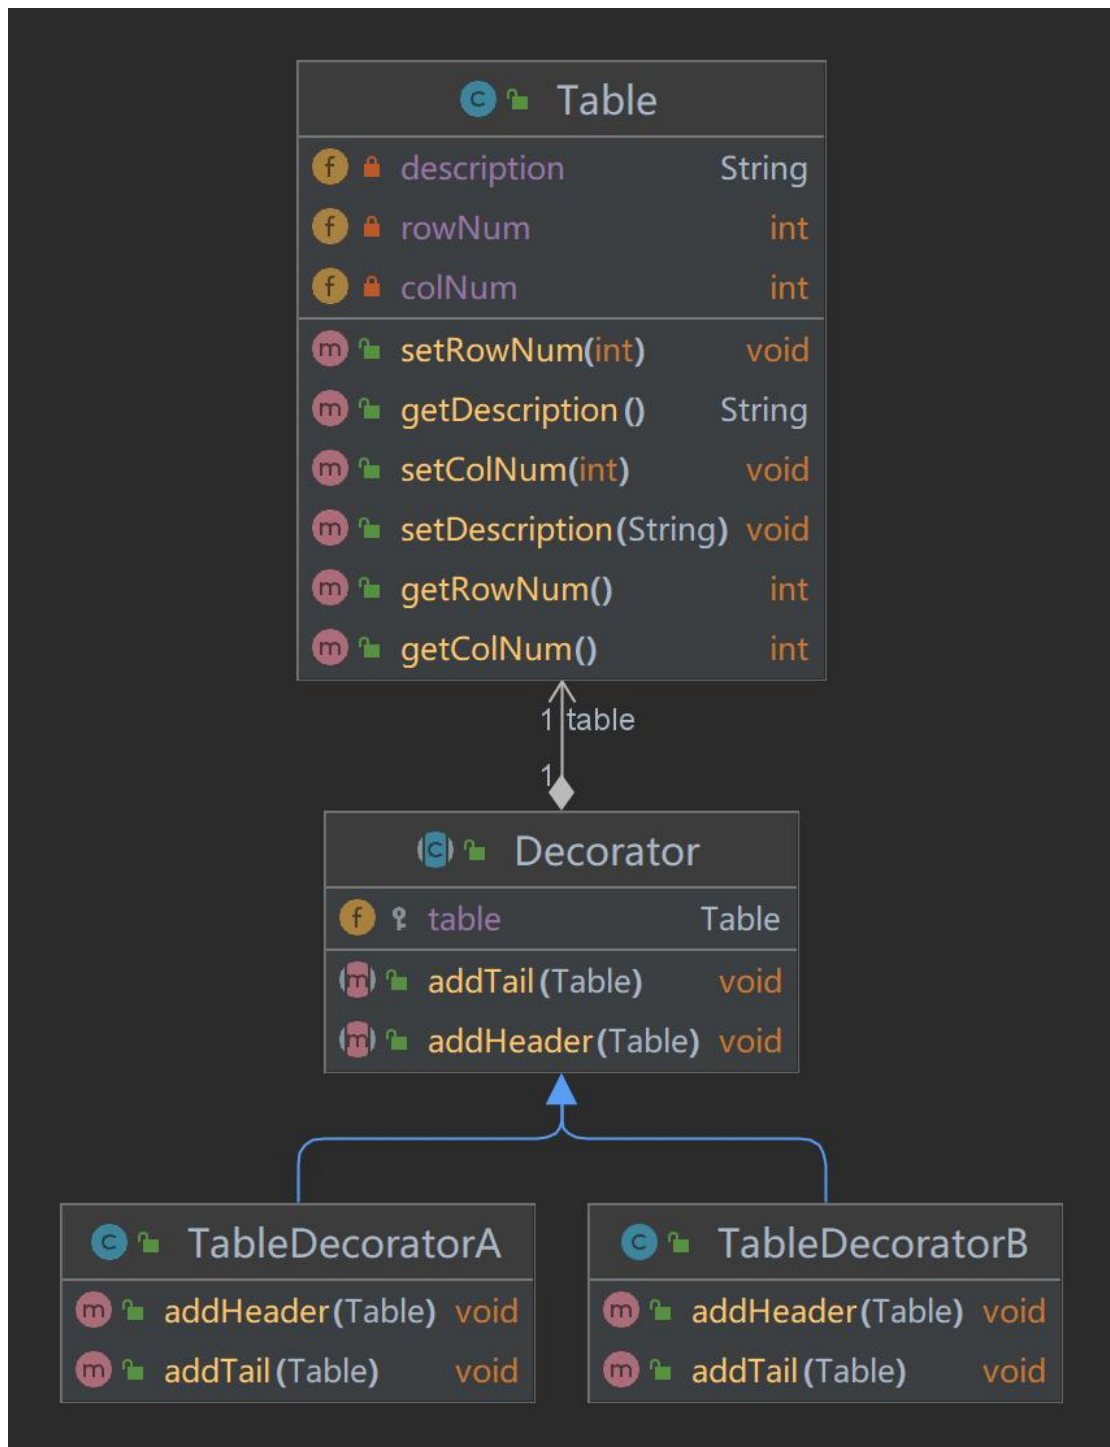 Table
description String
rowNum int
colNum int
setRowNum(int) void
getDescription() String
setColNum(int) void
setDescription(String) void
getRowNum() int
getColNum() int
1 table
1
Decorator
table Table
addTail(Table) void
addHeader(Table) void
TableDecoratorA
addHeader(Table) void
addTail(Table) void
TableDecoratorB
addHeader(Table) void
addTail(Table) void